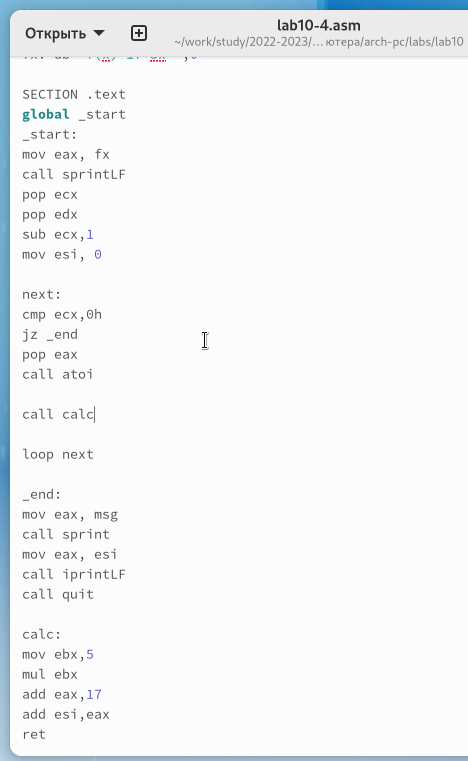 Открыть
lab10-4.asm
~/work/study/2022-2023/…ютера/arch-pc/labs/lab10
SECTION .text
global _start
_start:
mov eax, fx
call sprintLF
pop ecx
pop edx
sub ecx,1
mov esi, 0
next:
cmp ecx,0h
jz _end
pop eax
call atoi
call calc
loop next
_end:
mov eax, msg
call sprint
mov eax, esi
call iprintLF
call quit
calc:
mov ebx,5
mul ebx
add eax,17
add esi,eax
ret